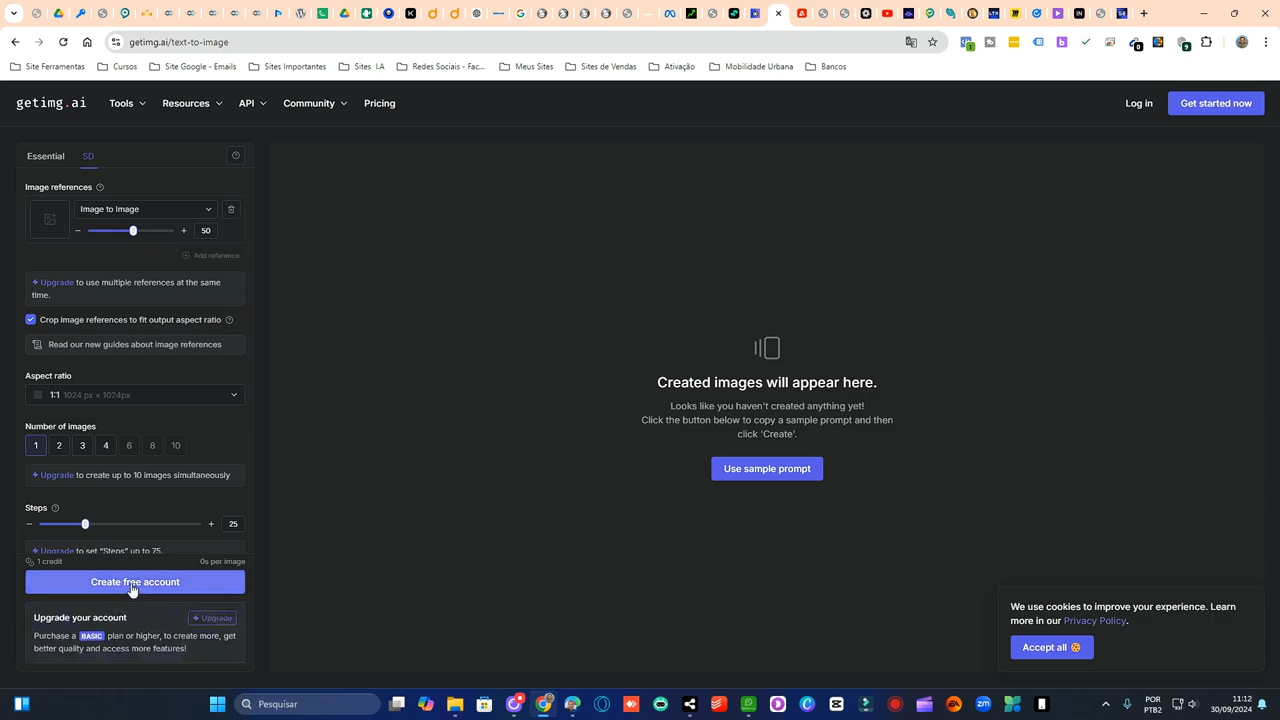 getimg.ai/text-to-image
Site Ferramentas
Cursos
Site Google - Emails
Sites Importantes
Sites I.A
Redes Sociais - Fac...
Meus Sites
Sites de Vendas
Ativação
Mobilidade Urbana
Bancos
getimg.ai
Tools
Resources
API
Community
Pricing
Log in
Get started now
Essential
SD
Image references
Image to Image
50
Add reference
Upgrade to use multiple references at the same
time.
Crop image references to fit output aspect ratio
Read our new guides about image references
Aspect ratio
1:1 1024 px × 1024px
Number of images
1 2 3 4 6 8 10
Upgrade to create up to 10 images simultaneously
Steps
25
Upgrade to set "Steps" up to 75.
1 credit
0s per image
Create free account
Upgrade your account
Upgrade
Purchase a BASIC plan or higher, to create more, get
better quality and access more features!
Created images will appear here.
Looks like you haven't created anything yet!
Click the button below to copy a sample prompt and then
click 'Create'.
Use sample prompt
We use cookies to improve your experience. Learn
more in our Privacy Policy.
Accept all
Pesquisar
POR
PTB2
11:12
30/09/2024